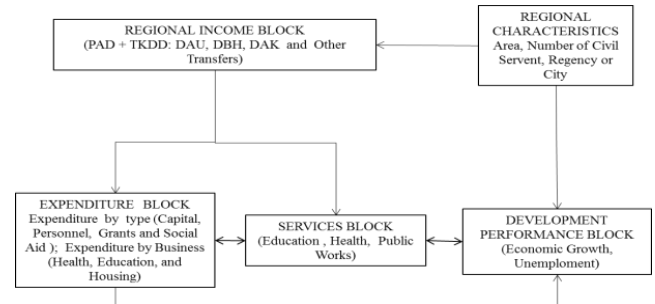 REGIONAL INCOME BLOCK
(PAD + TKDD: DAU, DBH, DAK and Other
Transfers)
REGIONAL
CHARACTERISTICS
Area, Number of Civil
Servent, Regency or
City
EXPENDITURE BLOCK
Expenditure by type (Capital,
Personnel, Grants and Social
Aid ); Expenditure by Business
(Health, Education, and
Housing)
SERVICES BLOCK
(Education , Health, Public
Works)
DEVELOPMENT
PERFORMANCE BLOCK
(Economic Growth,
Unemploment)